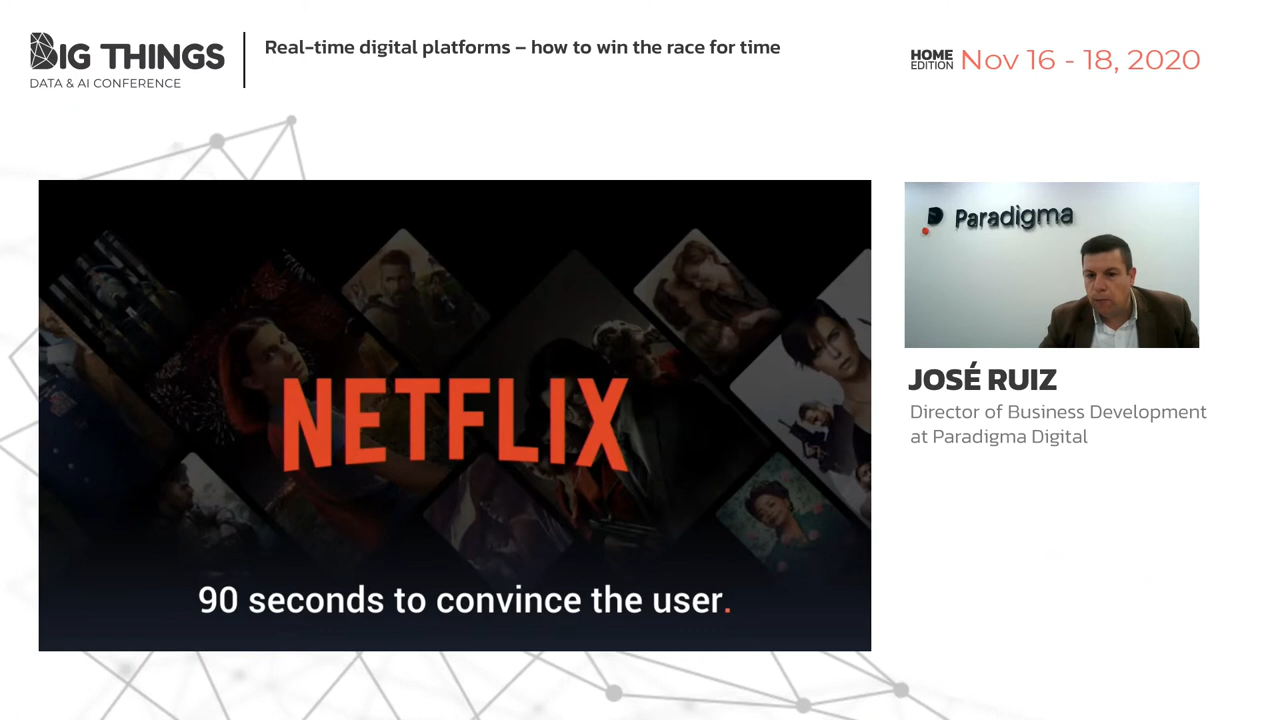 BIG THINGS
DATA & AI CONFERENCE
Real-time digital platforms – how to win the race for time
HOME
EDITION
Nov 16 - 18, 2020
Paradigma
NETFLIX
90 seconds to convince the user.
JOSÉ RUIZ
Director of Business Development
at Paradigma Digital